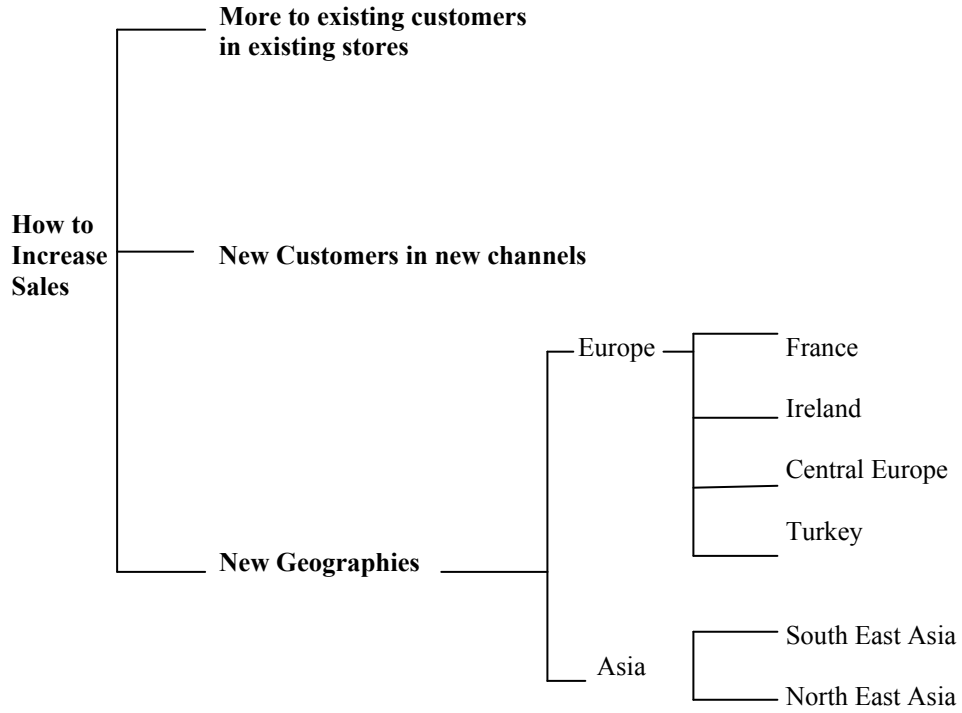 More to existing customers
in existing stores
How to
Increase
Sales
New Customers in new channels
New Geographies
Europe
France
Ireland
Central Europe
Turkey
Asia
South East Asia
North East Asia